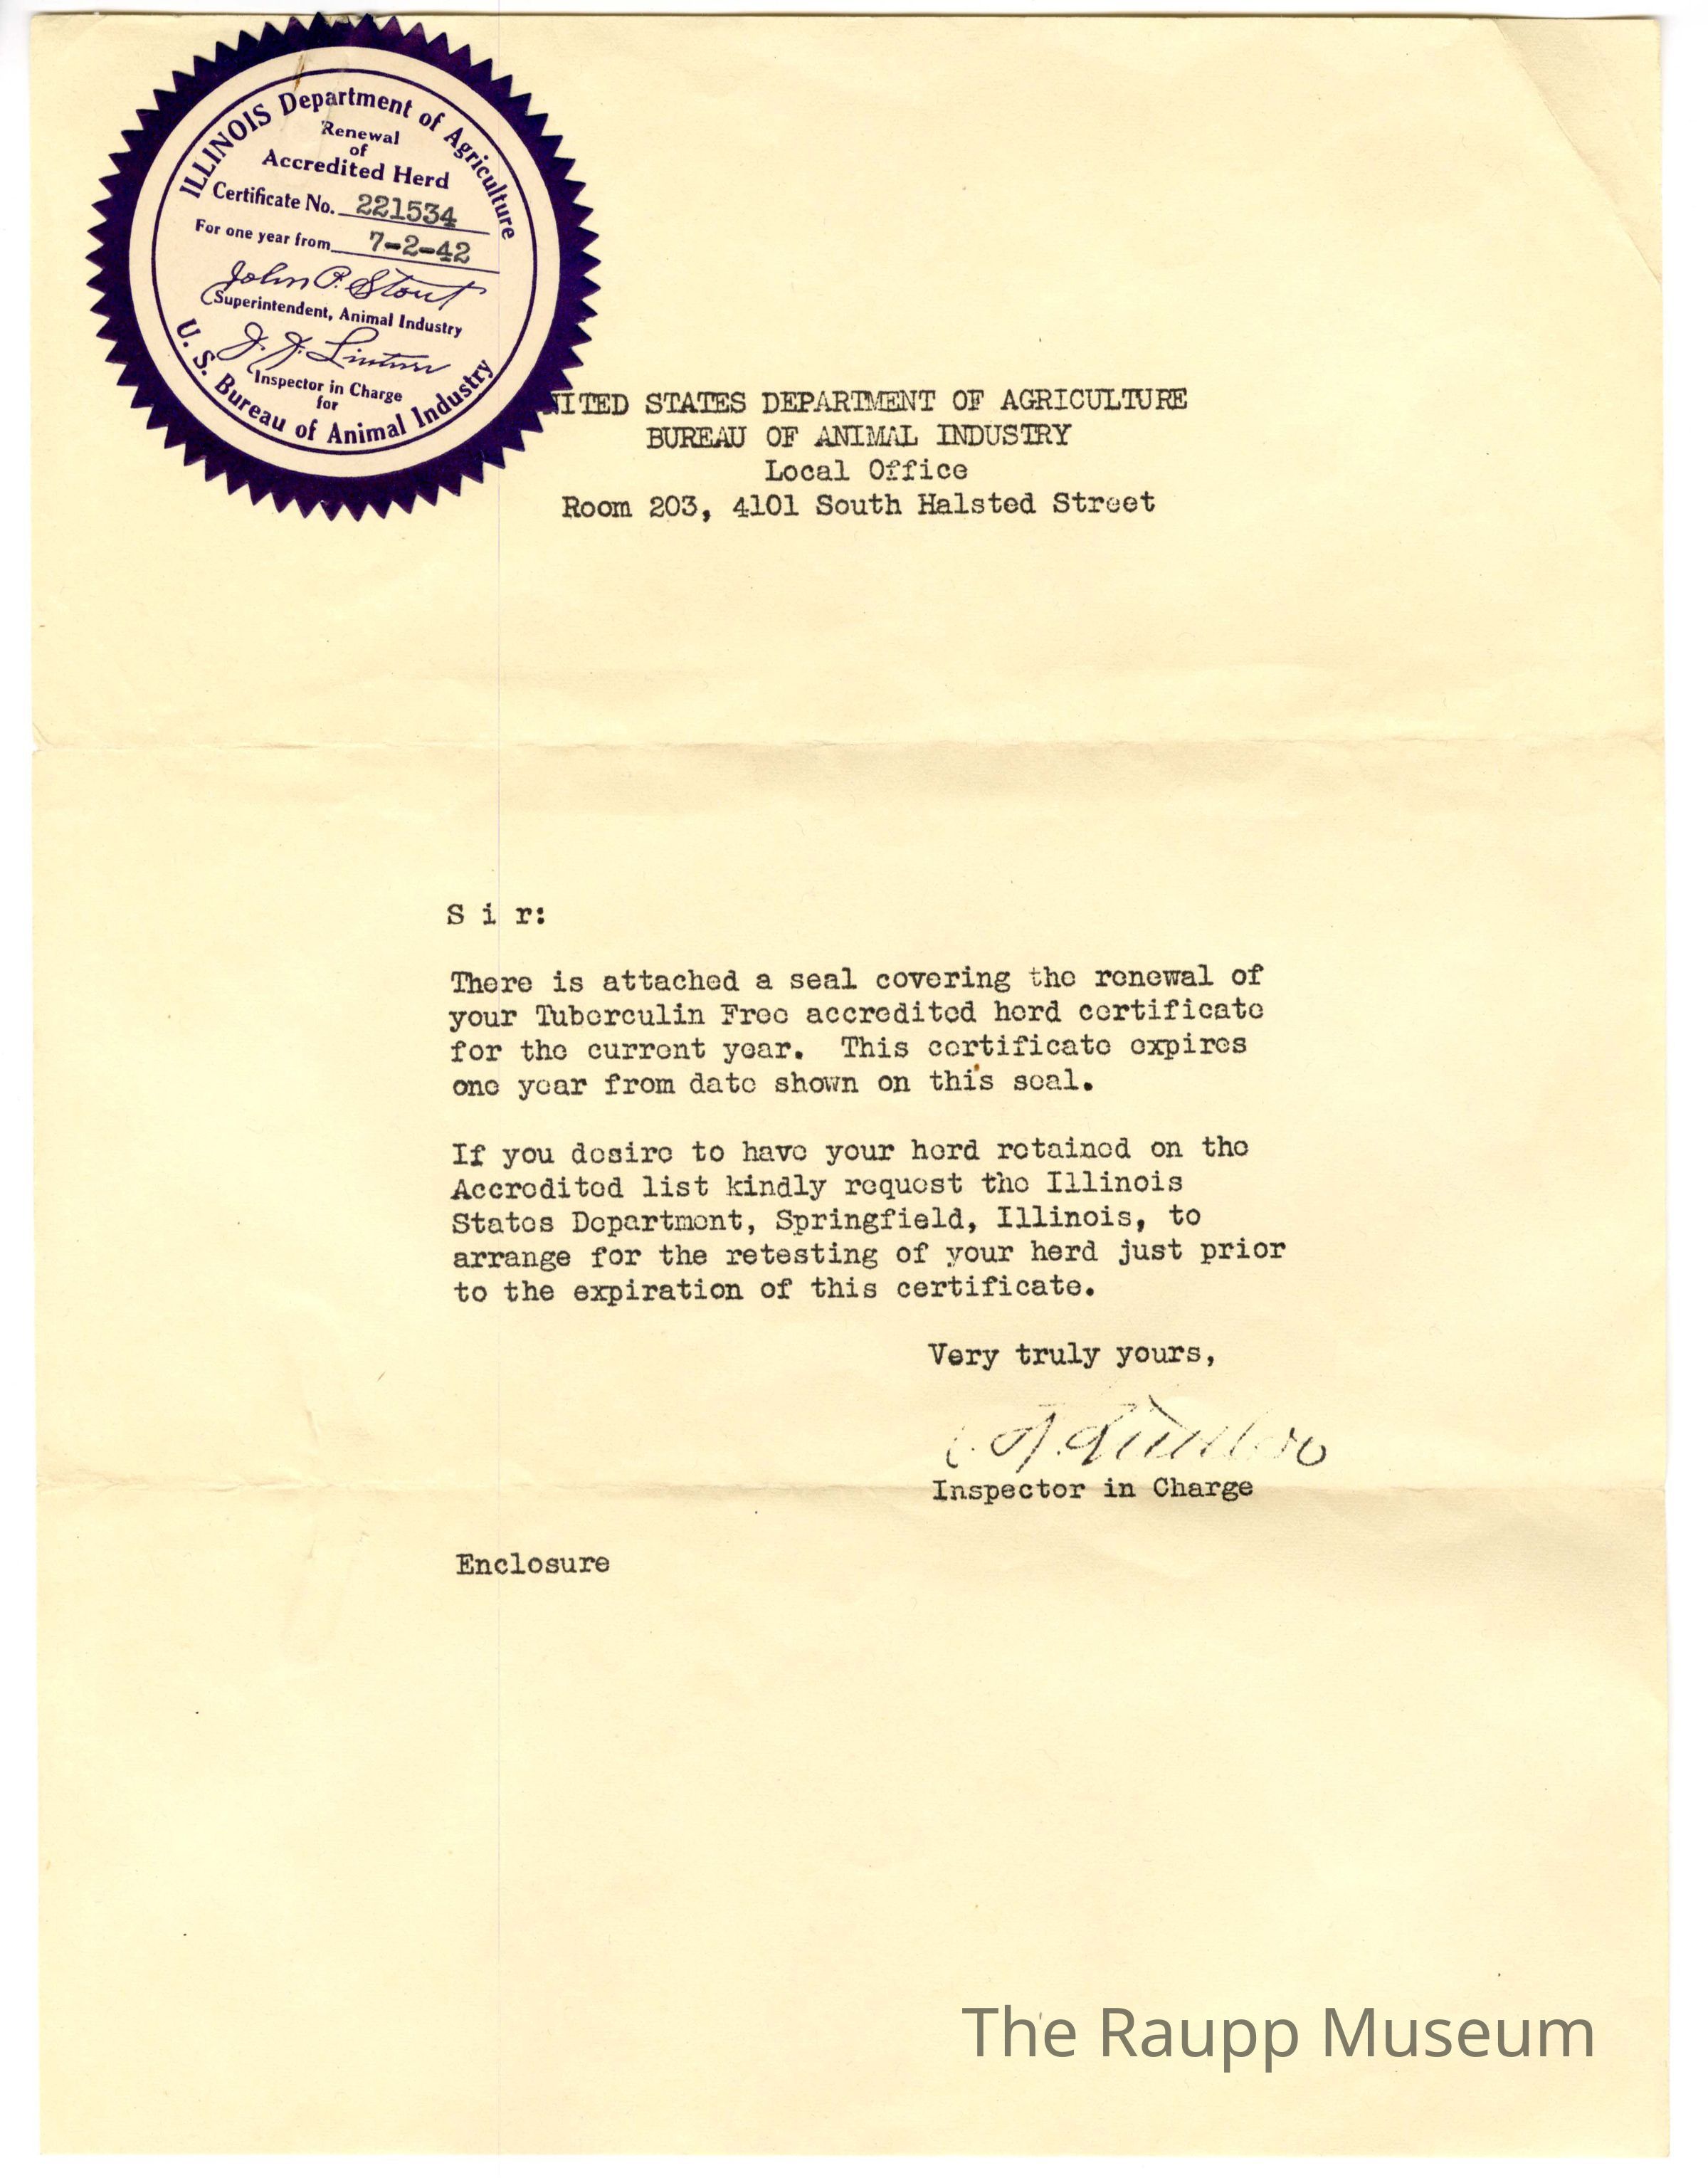 ILLINOIS Department of Agriculture
Renewal
of
Accredited Herd
Certificate No. 221534
For one year from 7-2-42
John P. Stout
Superintendent, Animal Industry
J. J. Lintner
Inspector in Charge
for
U. S. Bureau of Animal Industry
NITED STATES DEPARTMENT OF AGRICULTURE
BUREAU OF ANIMAL INDUSTRY
Local Office
Room 203, 4101 South Halsted Street
S i r:
There is attached a seal covering the renewal of
your Tuberculin Free accredited herd certificate
for the current year. This certificate expires
one year from date shown on this seal.
If you desire to have your herd retained on the
Accredited list kindly request the Illinois
States Department, Springfield, Illinois, to
arrange for the retesting of your herd just prior
to the expiration of this certificate.
Very truly yours,
Inspector in Charge
Enclosure
The Raupp Museum